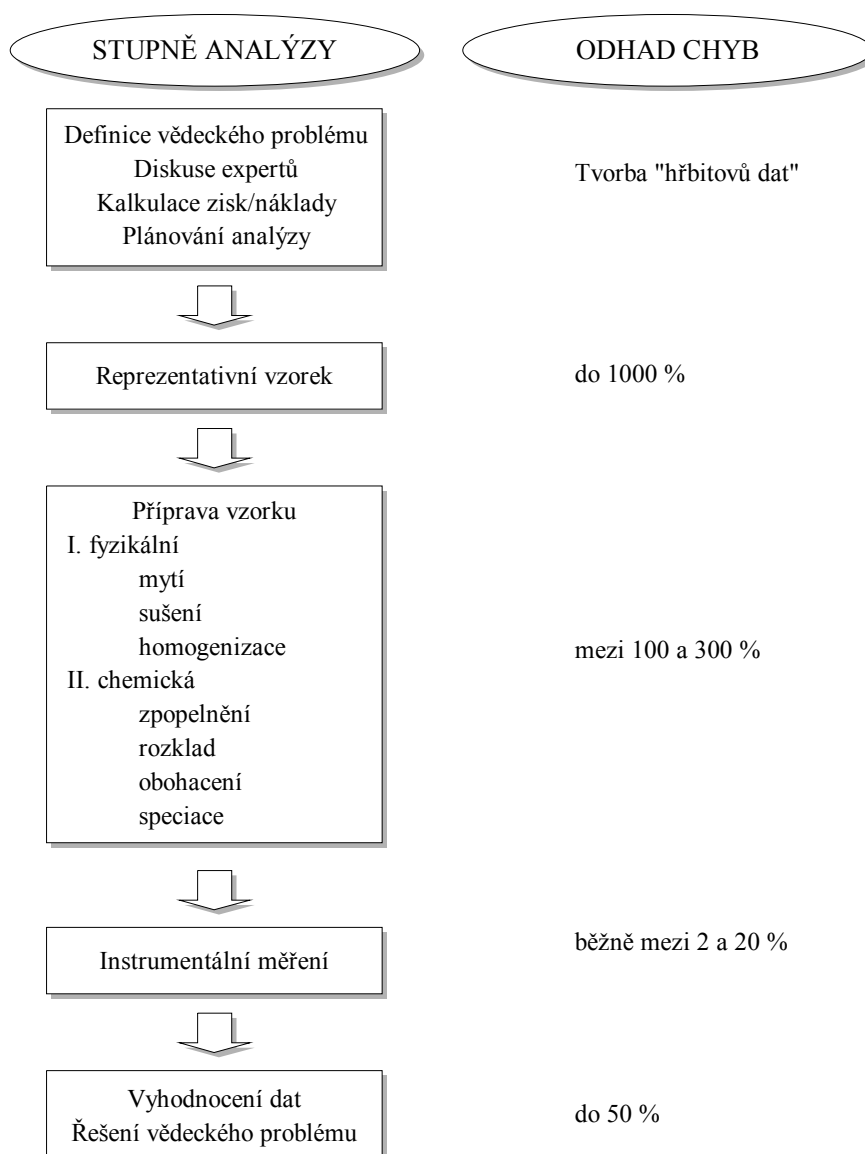 STUPNĚ ANALÝZY
ODHAD CHYB
Definice vědeckého problému
Diskuse expertů
Kalkulace zisk/náklady
Plánování analýzy
Tvorba "hřbitovů dat"
Reprezentativní vzorek
do 1000 %
Příprava vzorku
I. fyzikální
mytí
sušení
homogenizace
II. chemická
zpopelnění
rozklad
obohacení
speciace
mezi 100 a 300 %
Instrumentální měření
běžně mezi 2 a 20 %
Vyhodnocení dat
Řešení vědeckého problému
do 50 %